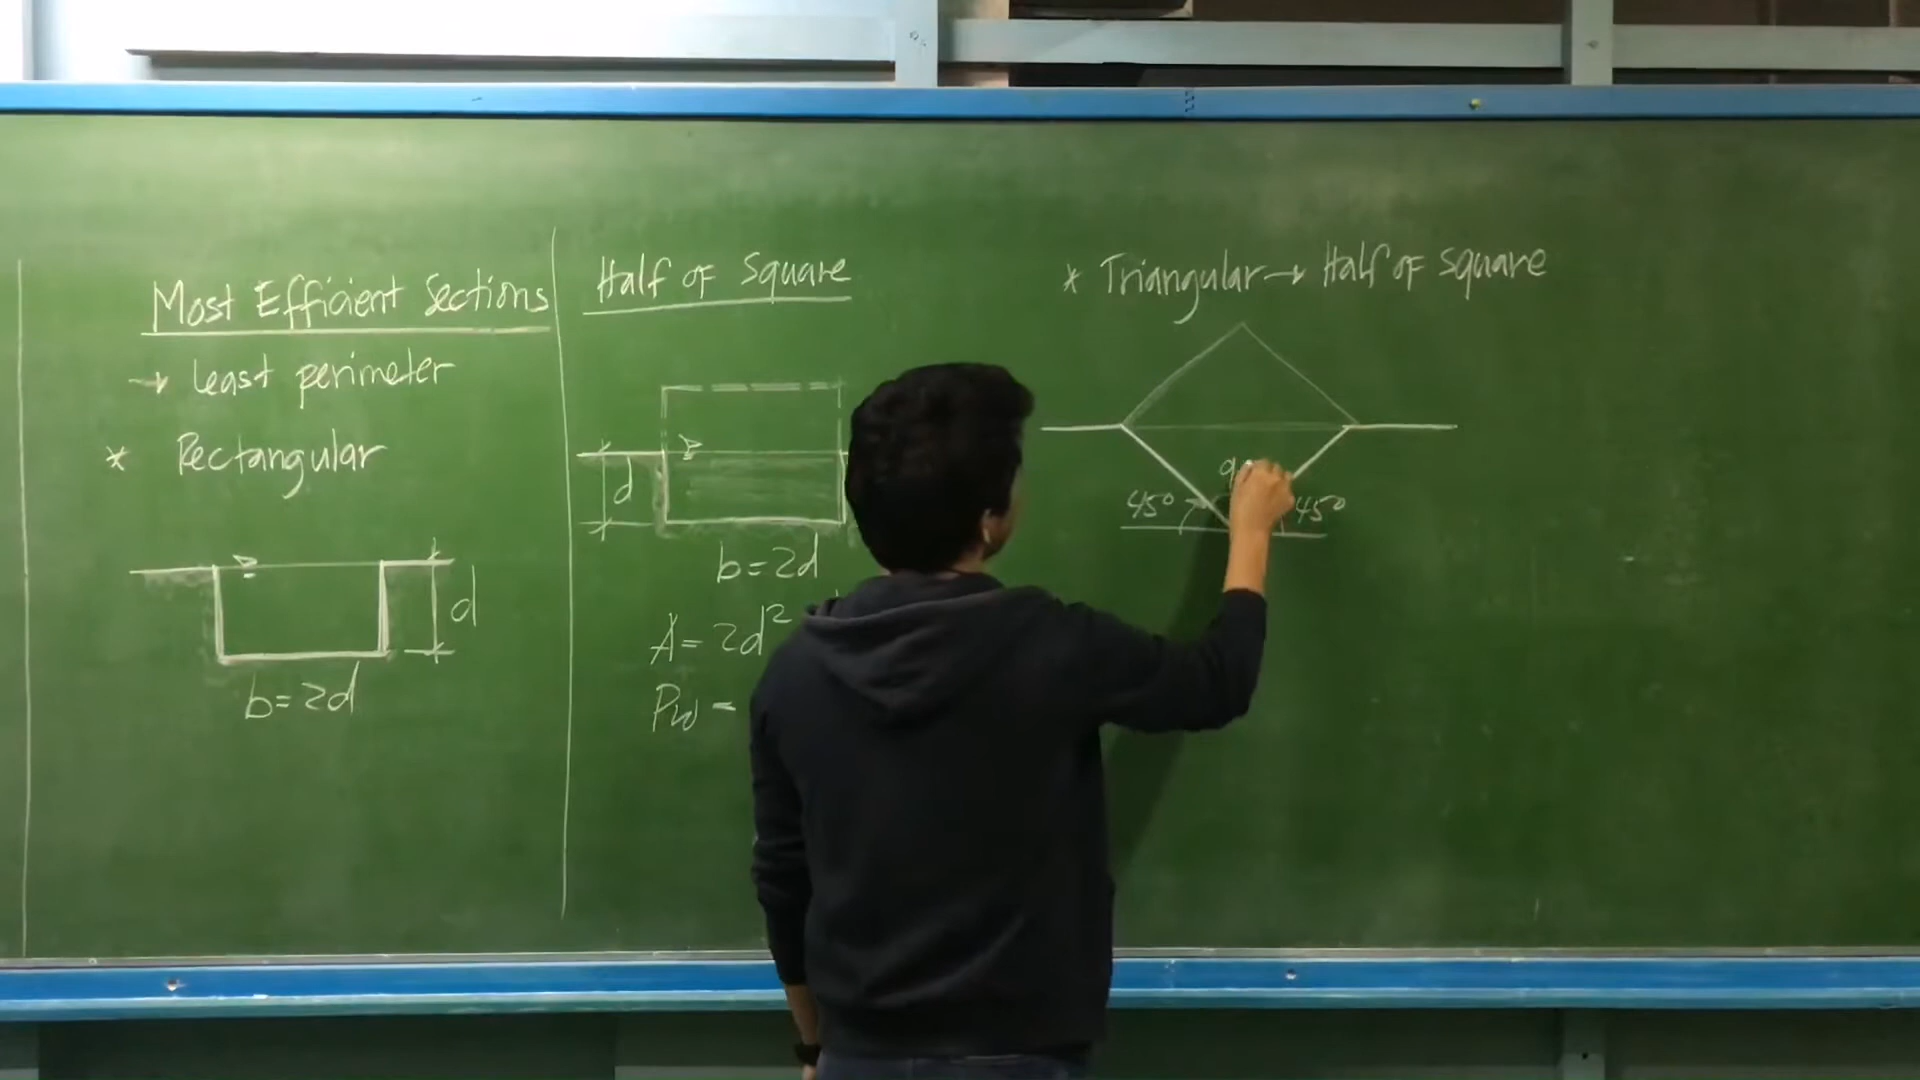 Most Efficient Sections
→ least perimeter
* Rectangular
d
b=2d
Half of Square
d
b=2d
A=2d²
Pw =
* Triangular → Half of square
45° 45°